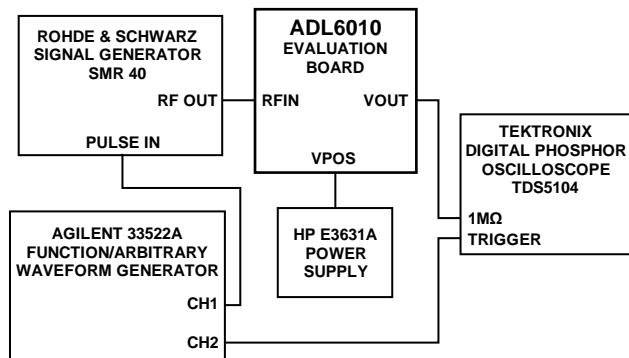 ROHDE & SCHWARZ
SIGNAL GENERATOR
SMR 40
RF OUT
PULSE IN
ADL6010
EVALUATION
BOARD
RFIN
VOUT
VPOS
TEKTRONIX
DIGITAL PHOSPHOR
OSCILLOSCOPE
TDS5104
1MΩ
TRIGGER
AGILENT 33522A
FUNCTION/ARBITRARY
WAVEFORM GENERATOR
CH1
CH2
HP E3631A
POWER
SUPPLY